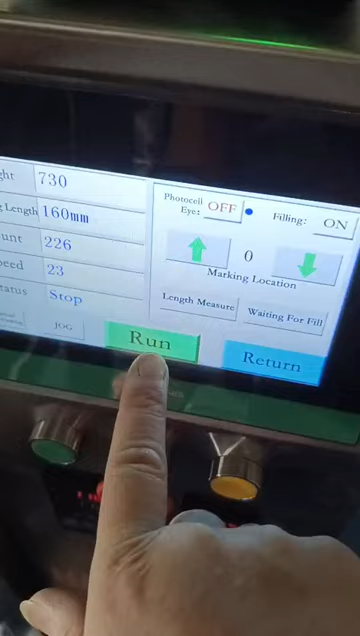 730
Length 160mm
226
23
Stop
JOG
Run
Photocell Eye: OFF
Filling: ON
0
Marking Location
Length Measure
Waiting For Fill
Return